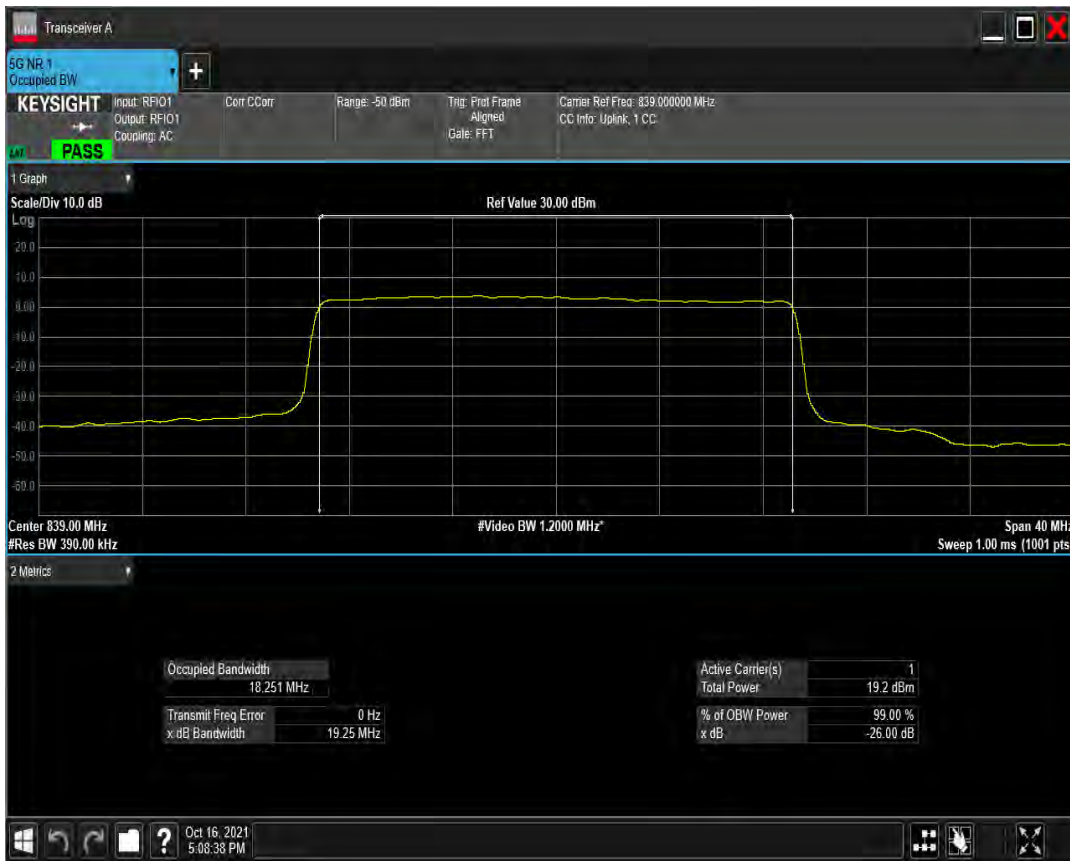 Transceiver A
5G NR 1
Occupied BW
+
KEYSIGHT
Input: RFIO1
Output: RFIO1
Coupling: AC
Corr CCorr
Range: -50 dBm
Trig: Prot Frame
Aligned
Gate: FFT
Carrier Ref Freq: 839.000000 MHz
CC Info: Uplink, 1 CC
PASS
1 Graph
Scale/Div 10.0 dB
Ref Value 30.00 dBm
Log
20.0
10.0
0.00
-10.0
-20.0
-30.0
-40.0
-50.0
-60.0
Center 839.00 MHz
#Video BW 1.2000 MHz*
Span 40 MHz
#Res BW 390.00 kHz
Sweep 1.00 ms (1001 pts
2 Metrics
Occupied Bandwidth
18.251 MHz
Transmit Freq Error 0 Hz
x dB Bandwidth 19.25 MHz
Active Carrier(s) 1
Total Power 19.2 dBm
% of OBW Power 99.00 %
x dB -26.00 dB
?
Oct 16, 2021
5:08:38 PM